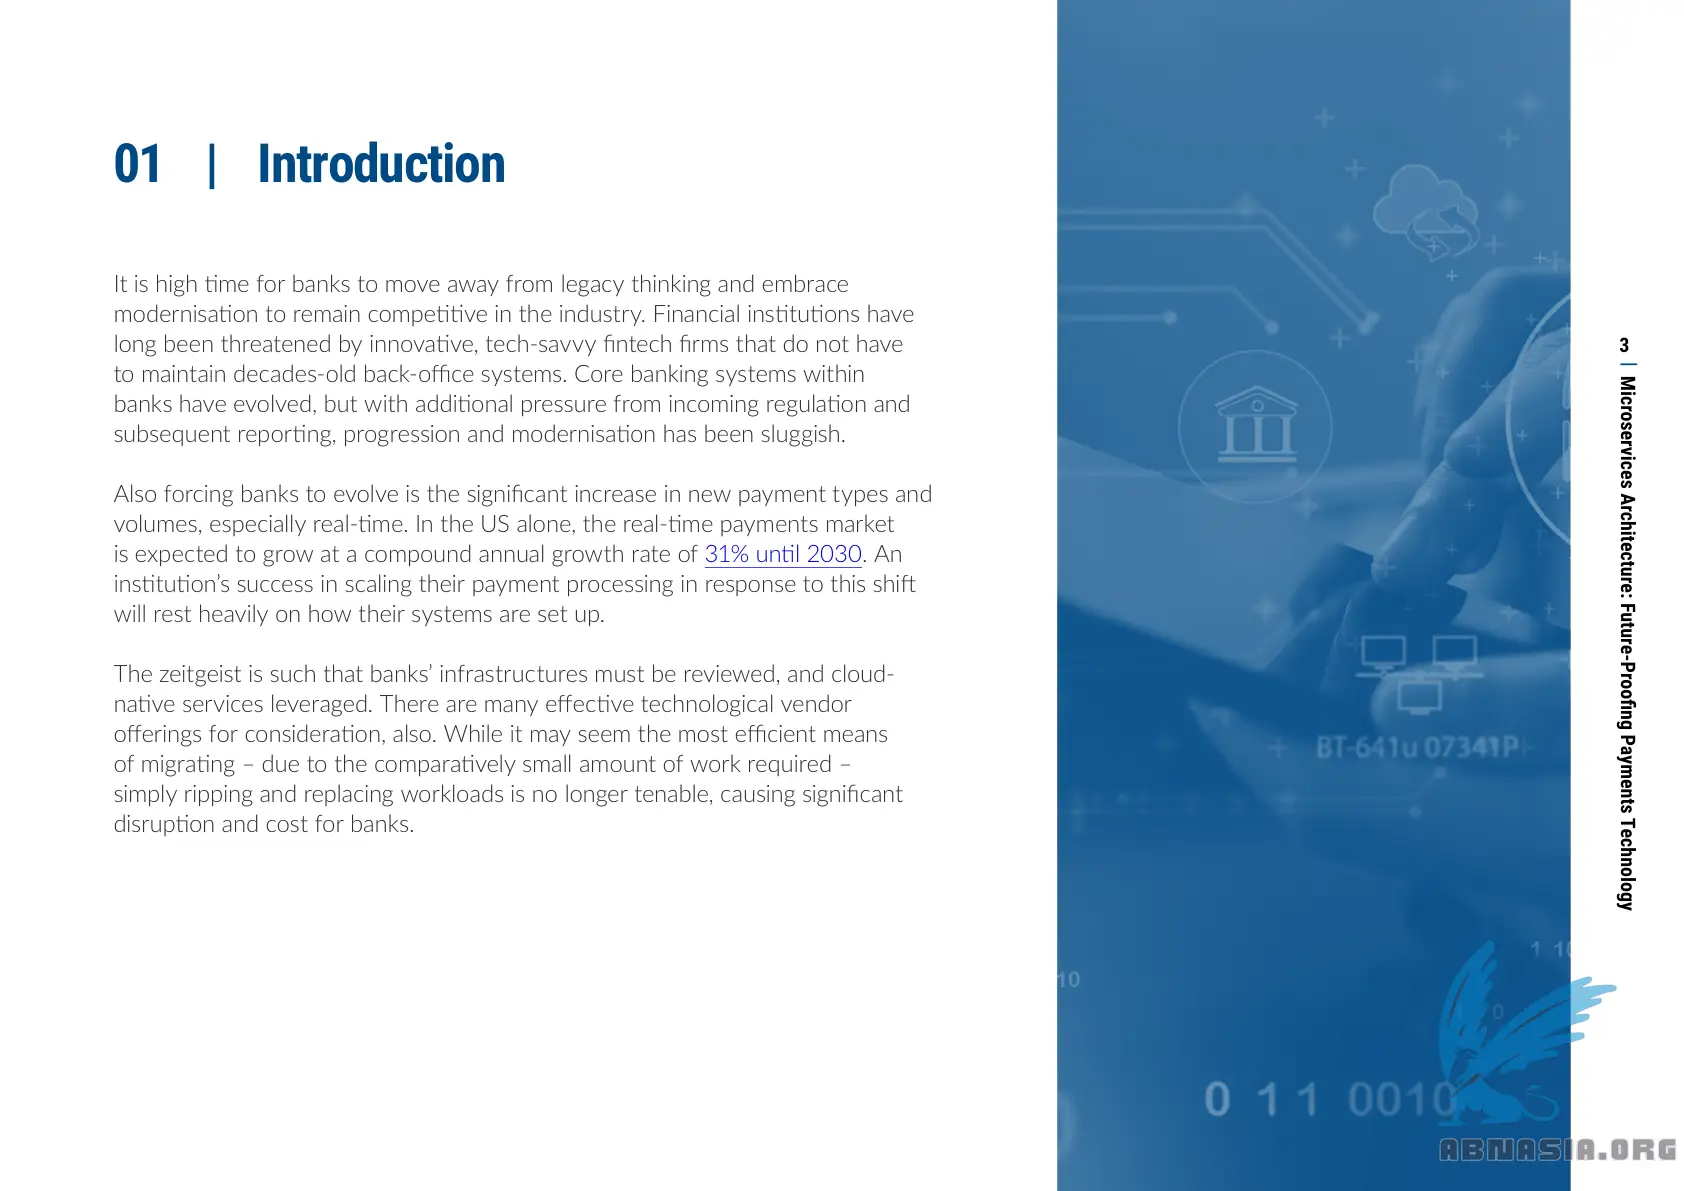 01 | Introduction
It is high time for banks to move away from legacy thinking and embrace
modernisation to remain competitive in the industry. Financial institutions have
long been threatened by innovative, tech-savvy fintech firms that do not have
to maintain decades-old back-office systems. Core banking systems within
banks have evolved, but with additional pressure from incoming regulation and
subsequent reporting, progression and modernisation has been sluggish.
Also forcing banks to evolve is the significant increase in new payment types and
volumes, especially real-time. In the US alone, the real-time payments market
is expected to grow at a compound annual growth rate of 31% until 2030. An
institution’s success in scaling their payment processing in response to this shift
will rest heavily on how their systems are set up.
The zeitgeist is such that banks’ infrastructures must be reviewed, and cloud-
native services leveraged. There are many effective technological vendor
offerings for consideration, also. While it may seem the most efficient means
of migrating – due to the comparatively small amount of work required –
simply ripping and replacing workloads is no longer tenable, causing significant
disruption and cost for banks.
BT-641u 07341P
1 10
10
0
0 1 1 0010
3 | Microservices Architecture: Future-Proofing Payments Technology
ABNASIA.ORG